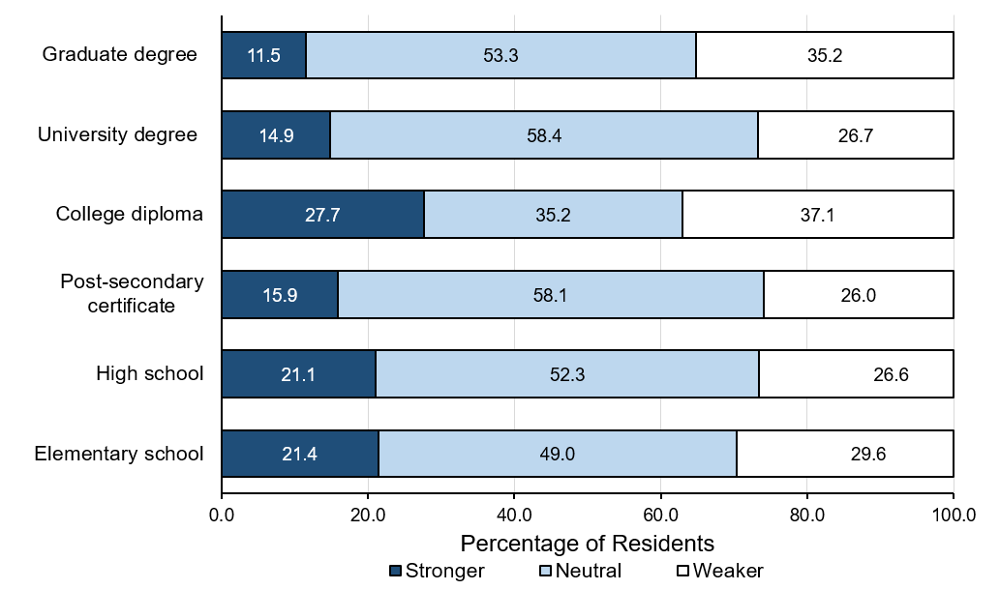 Graduate degree
11.5 53.3 35.2
University degree
14.9 58.4 26.7
College diploma
27.7 35.2 37.1
Post-secondary
certificate
15.9 58.1 26.0
High school
21.1 52.3 26.6
Elementary school
21.4 49.0 29.6
0.0 20.0 40.0 60.0 80.0 100.0
Percentage of Residents
Stronger Neutral Weaker